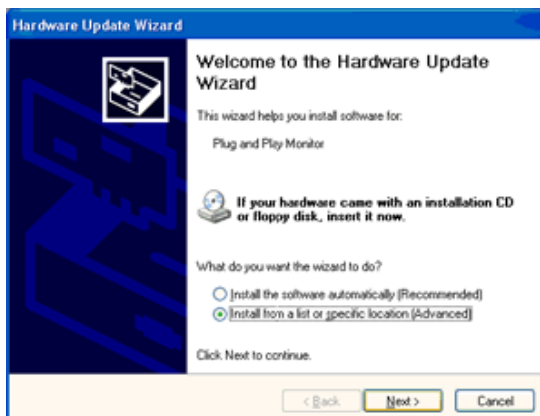 Hardware Update Wizard
Welcome to the Hardware Update
Wizard
This wizard helps you install software for:
Plug and Play Monitor
If your hardware came with an installation CD
or floppy disk, insert it now.
What do you want the wizard to do?
Install the software automatically (Recommended)
Install from a list or specific location (Advanced)
Click Next to continue.
< Back Next > Cancel